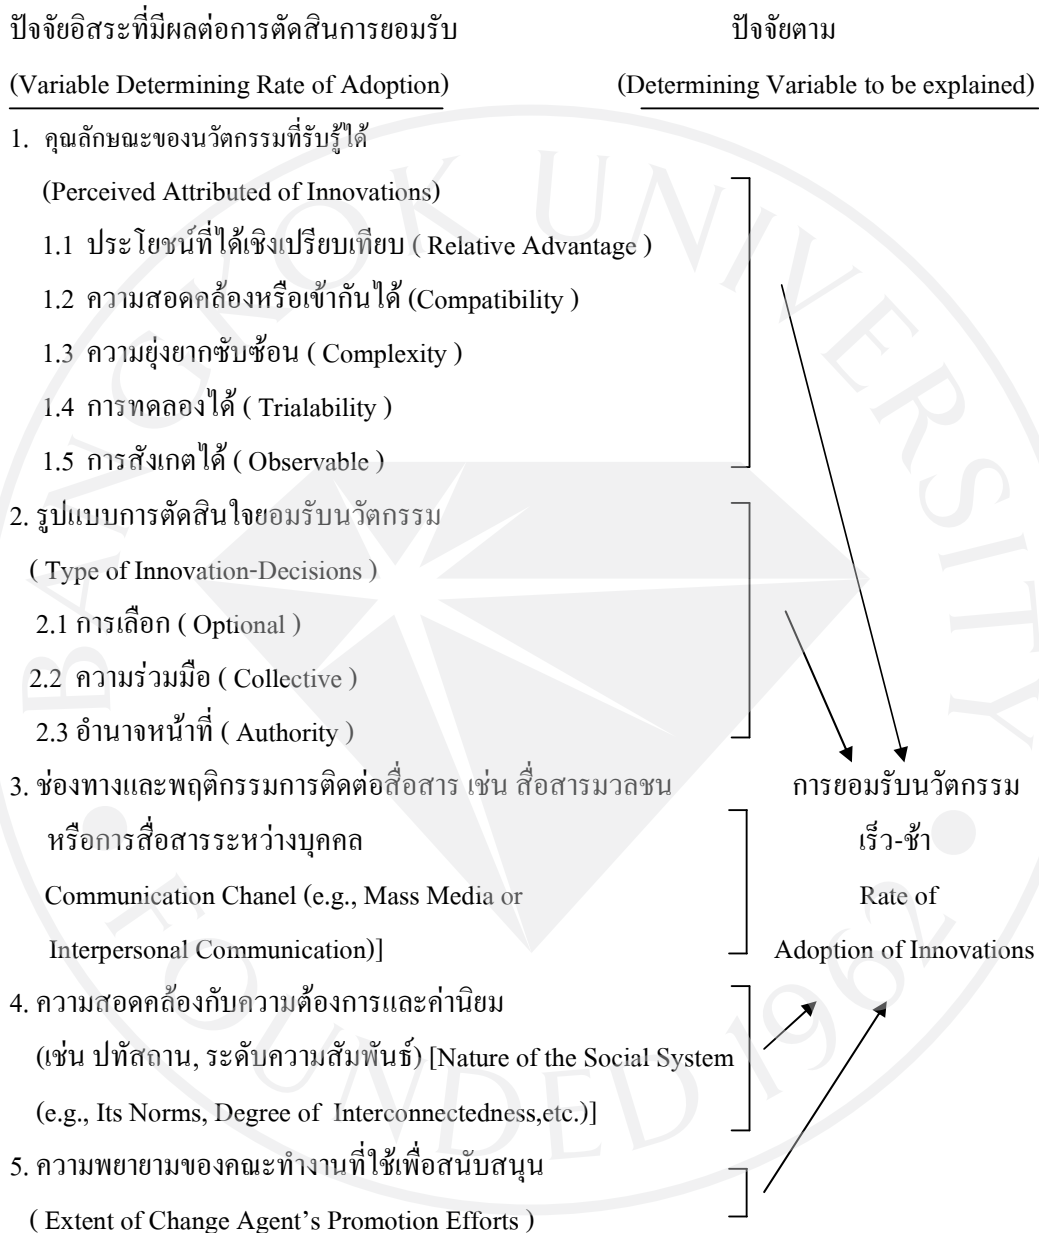 ปัจจัยอิสระที่มีผลต่อการตัดสินการยอมรับ ปัจจัยตาม
(Variable Determining Rate of Adoption) (Determining Variable to be explained)
1. คุณลักษณะของนวัตกรรมที่รับรู้ได้
(Perceived Attributed of Innovations)
1.1 ประโยชน์ที่ได้เชิงเปรียบเทียบ ( Relative Advantage )
1.2 ความสอดคล้องหรือเข้ากันได้ (Compatibility )
1.3 ความยุ่งยากซับซ้อน ( Complexity )
1.4 การทดลองได้ ( Trialability )
1.5 การสังเกตได้ ( Observable )
2. รูปแบบการตัดสินใจยอมรับนวัตกรรม
( Type of Innovation-Decisions )
2.1 การเลือก ( Optional )
2.2 ความร่วมมือ ( Collective )
2.3 อำนาจหน้าที่ ( Authority )
3. ช่องทางและพฤติกรรมการติดต่อสื่อสาร เช่น สื่อสารมวลชน
หรือการสื่อสารระหว่างบุคคล
Communication Chanel (e.g., Mass Media or
Interpersonal Communication)]
การยอมรับนวัตกรรม
เร็ว-ช้า
Rate of
Adoption of Innovations
4. ความสอดคล้องกับความต้องการและค่านิยม
(เช่น ปทัสถาน, ระดับความสัมพันธ์) [Nature of the Social System
(e.g., Its Norms, Degree of Interconnectedness,etc.)]
5. ความพยายามของคณะทำงานที่ใช้เพื่อสนับสนุน
( Extent of Change Agent's Promotion Efforts )
BANGKOK UNIVERSITY
FOUNDED 1962